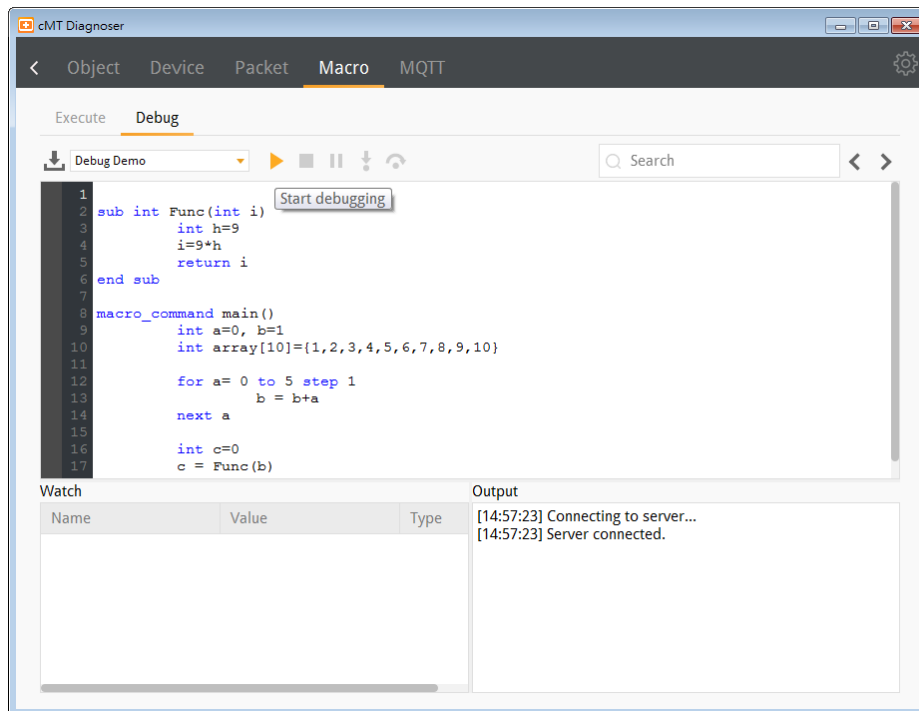 cMT Diagnoser
Object Device Packet Macro MQTT
Execute Debug
Debug Demo
Search
Start debugging
1
2 sub int Func(int i)
3 int h=9
4 i=9*h
5 return i
6 end sub
7
8 macro_command main()
9 int a=0, b=1
10 int array[10]={1,2,3,4,5,6,7,8,9,10}
11
12 for a= 0 to 5 step 1
13 b = b+a
14 next a
15
16 int c=0
17 c = Func(b)
Watch
Name Value Type
Output
[14:57:23] Connecting to server...
[14:57:23] Server connected.